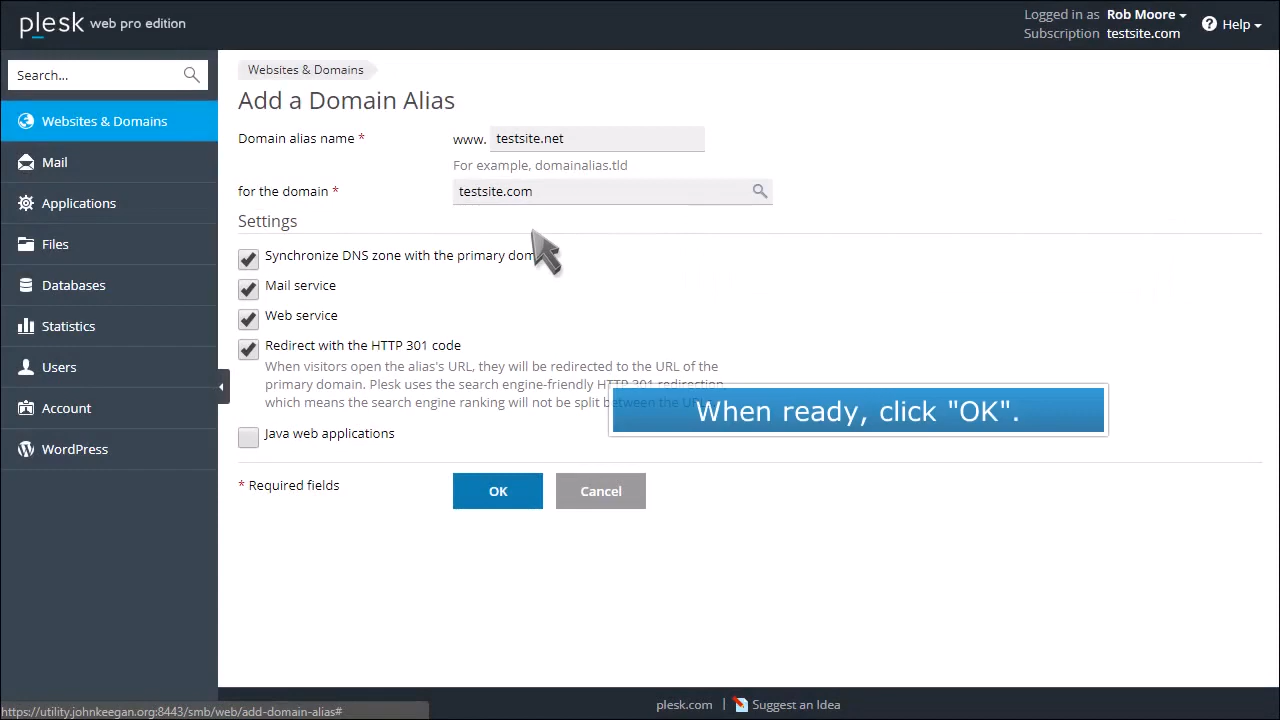 plesk web pro edition
Logged in as Rob Moore
Subscription testsite.com
Help
Search...
Websites & Domains
Mail
Applications
Files
Databases
Statistics
Users
Account
WordPress
Websites & Domains
Add a Domain Alias
Domain alias name *
www. testsite.net
For example, domainalias.tld
for the domain *
testsite.com
Settings
Synchronize DNS zone with the primary
Mail service
Web service
Redirect with the HTTP 301 code
When visitors open the alias's URL, they will be redirected to the URL of the
primary domain. Plesk uses the search engine-friendly HTTP 301 redirection,
which means the search engine ranking will not be split between the URLs.
When ready, click "OK".
Java web applications
* Required fields
OK
Cancel
plesk.com | Suggest an Idea
https://utility.johnkeegan.org:8443/smb/web/add-domain-alias#